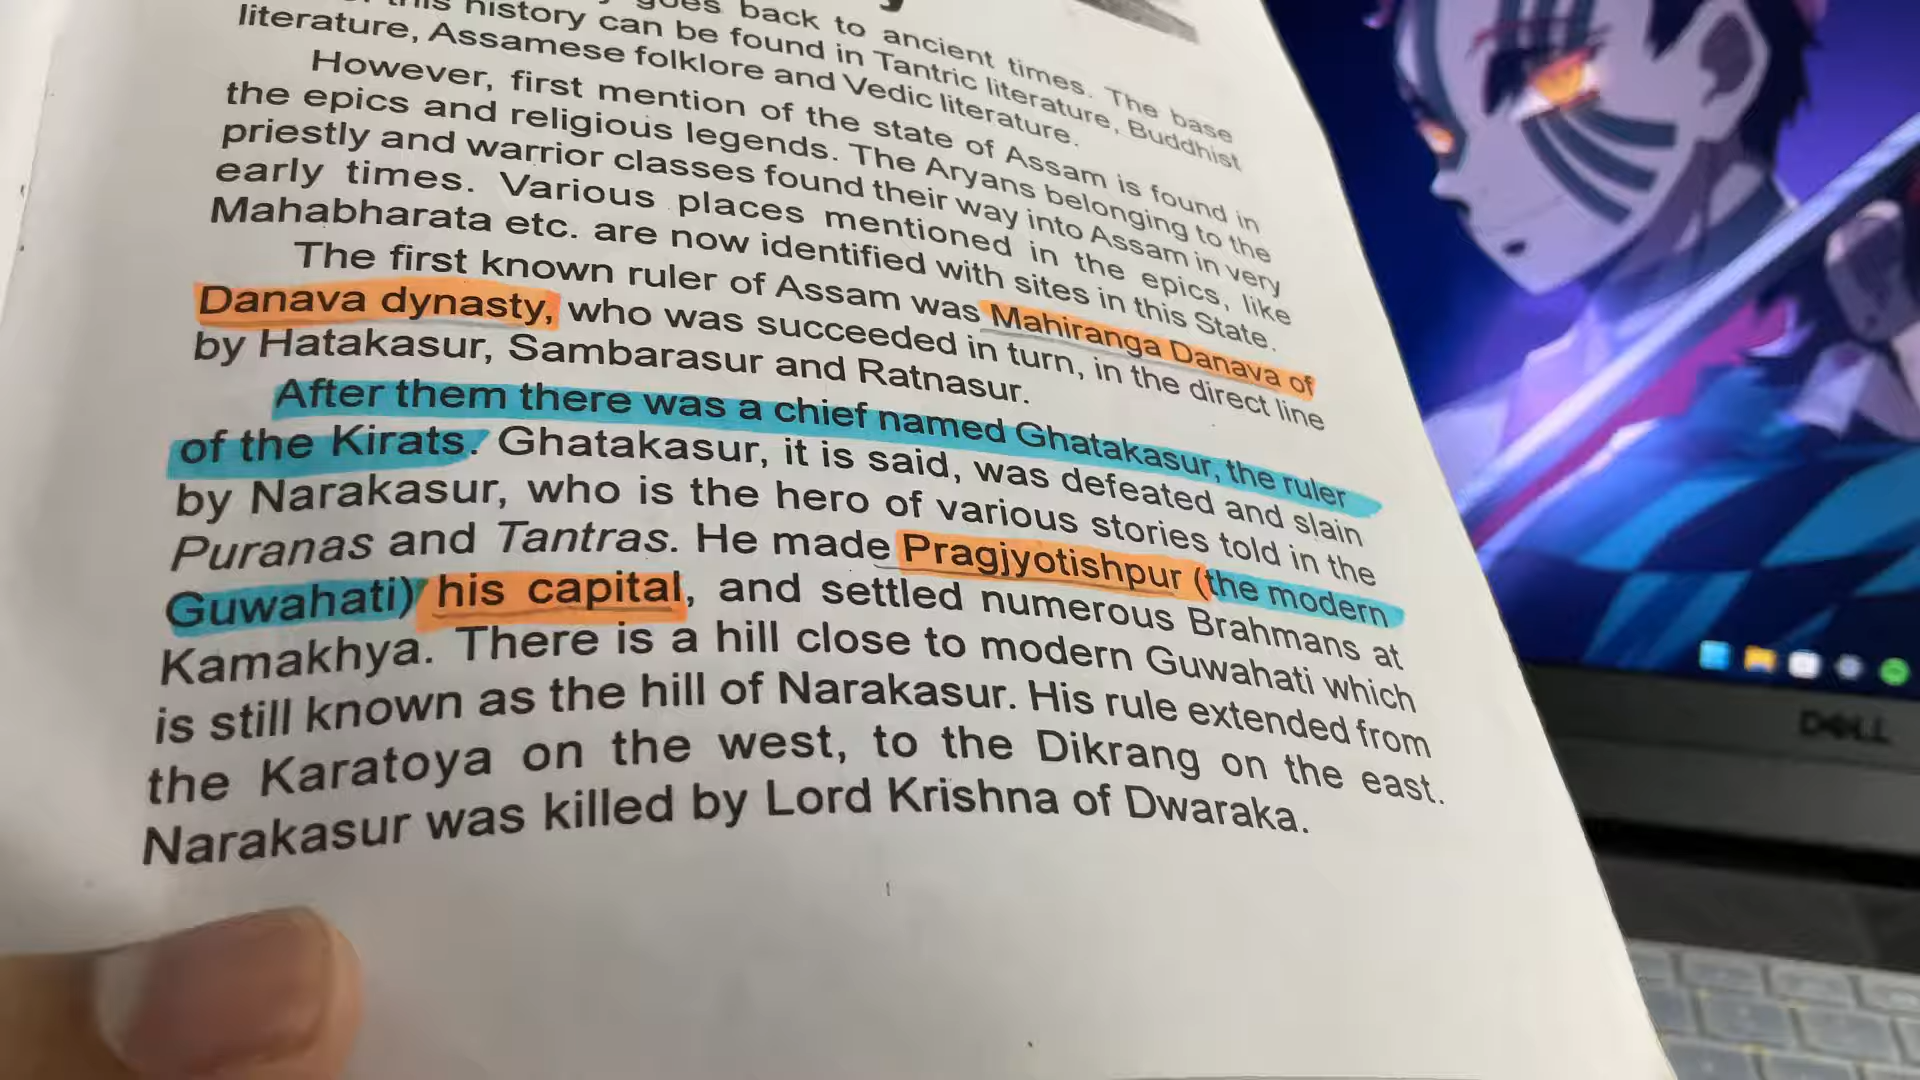 this history can be found in Tantric literature, Buddhist
goes back to ancient times. The base
literature, Assamese folklore and Vedic literature.
However, first mention of the state of Assam is found in
the epics and religious legends. The Aryans belonging to the
priestly and warrior classes found their way into Assam in very
early times. Various places mentioned in the epics, like
Mahabharata etc. are now identified with sites in this State.
The first known ruler of Assam was Mahiranga Danava of
Danava dynasty, who was succeeded in turn, in the direct line
by Hatakasur, Sambarasur and Ratnasur.
After them there was a chief named Ghatakasur, the ruler
of the Kirats. Ghatakasur, it is said, was defeated and slain
by Narakasur, who is the hero of various stories told in the
Puranas and Tantras. He made Pragjyotishpur (the modern
Guwahati) his capital, and settled numerous Brahmans at
Kamakhya. There is a hill close to modern Guwahati which
is still known as the hill of Narakasur. His rule extended from
the Karatoya on the west, to the Dikrang on the east.
Narakasur was killed by Lord Krishna of Dwaraka.
DELL